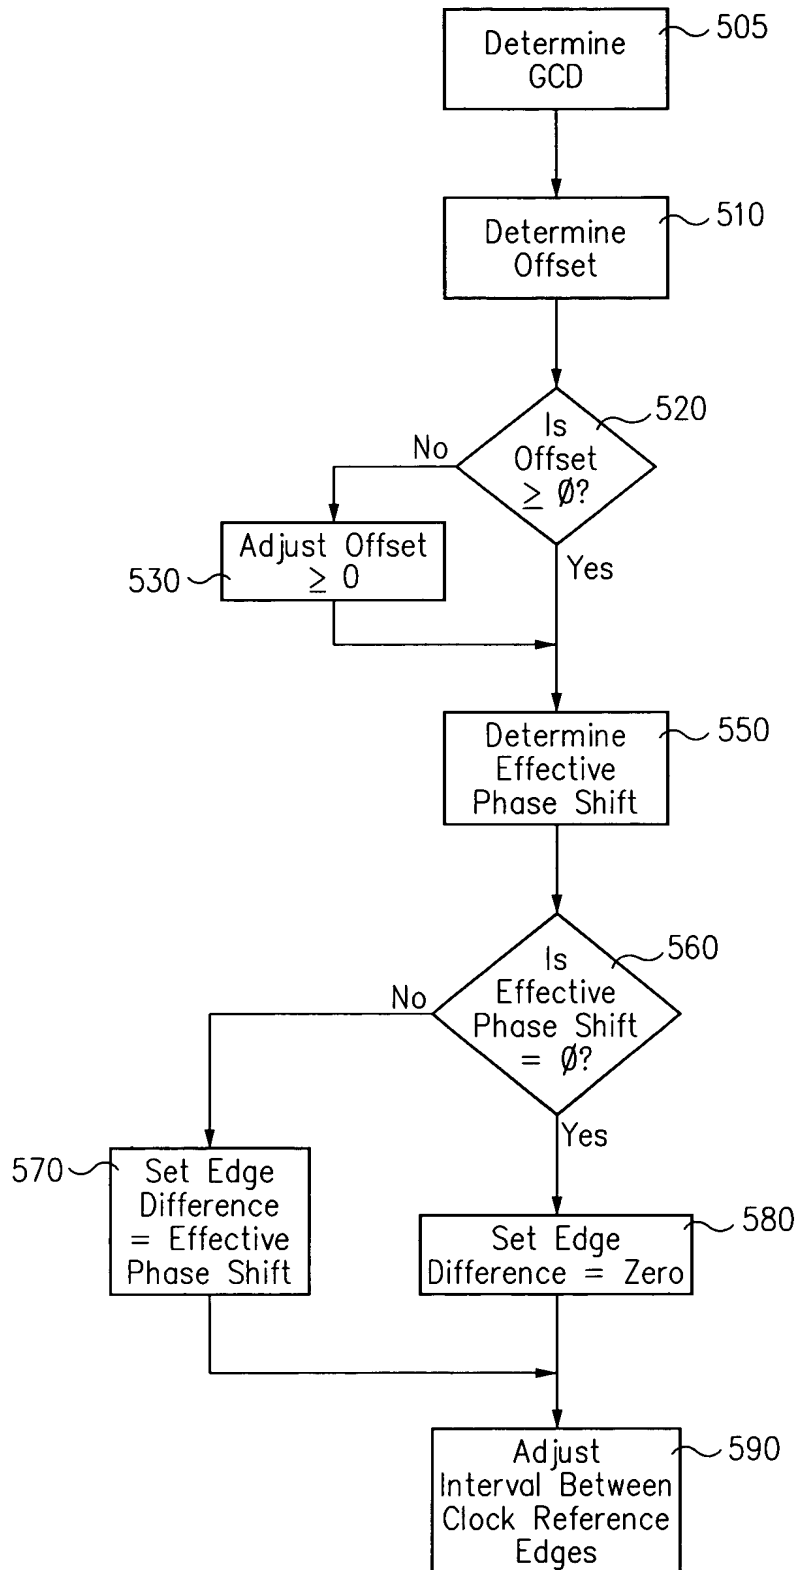 Determine
GCD
505
Determine
Offset
510
Is
Offset
≥ Ø?
520
No
Yes
Adjust Offset
≥ 0
530
Determine
Effective
Phase Shift
550
Is
Effective
Phase Shift
= Ø?
560
No
Yes
Set Edge
Difference
= Effective
Phase Shift
570
Set Edge
Difference = Zero
580
Adjust
Interval Between
Clock Reference
Edges
590